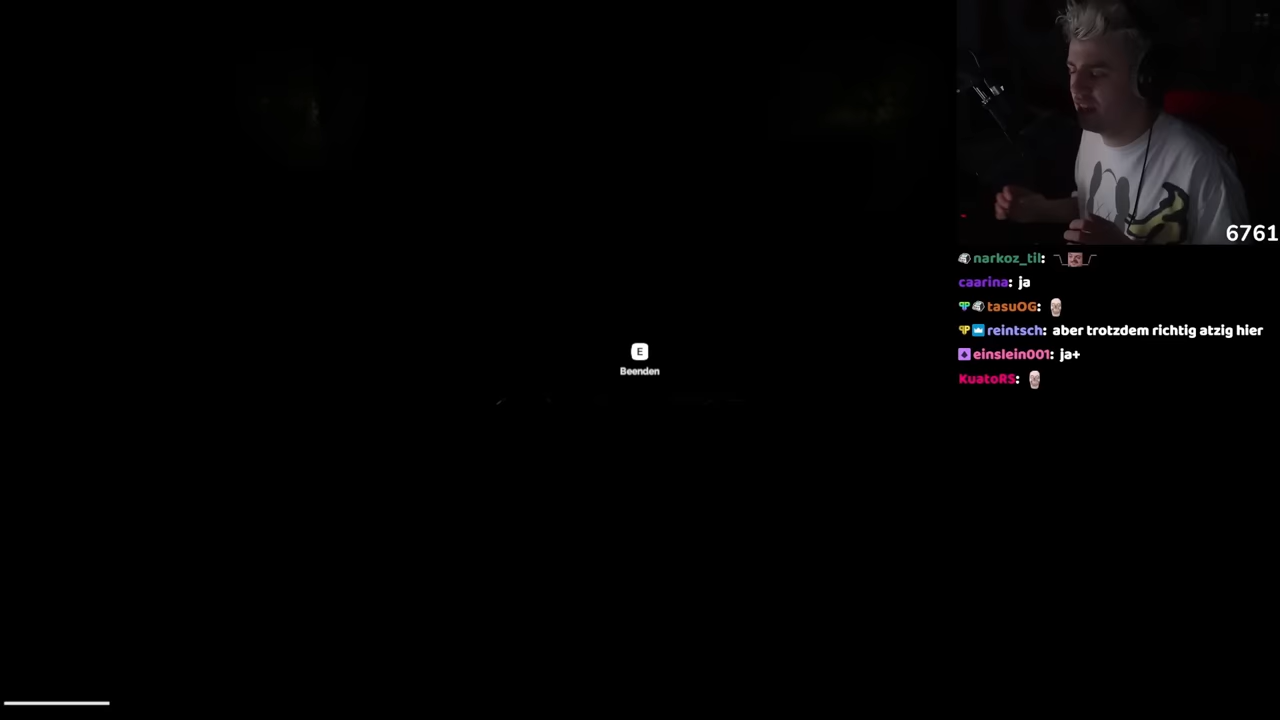 6761
narkoz_til:
caarina: ja
tasuOG:
reintsch: aber trotzdem richtig atzig hier
E
Beenden
einslein001: ja+
KuatoRS: